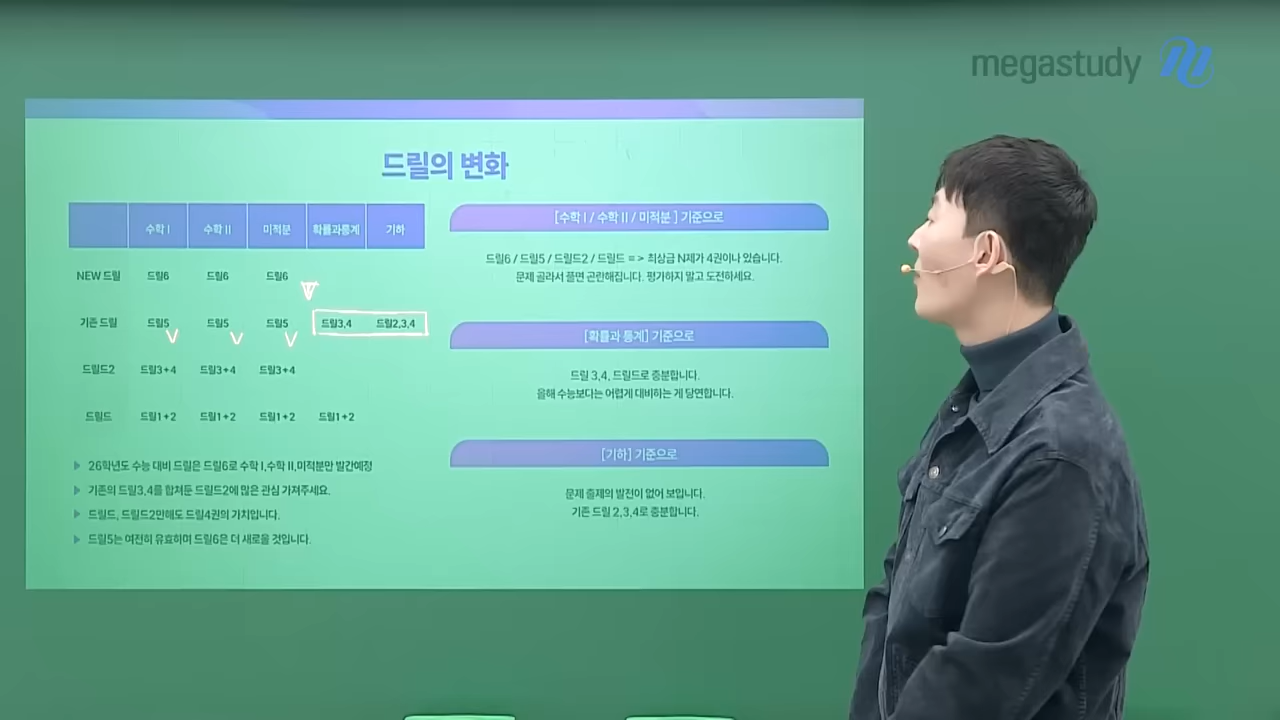 megastudy
드릴의 변화
수학 I 수학 II 미적분 확률과통계 기하
NEW 드릴 드릴6 드릴6 드릴6
기존 드릴 드릴5 드릴5 드릴5 드릴3,4 드릴2,3,4
드릴드2 드릴3+4 드릴3+4 드릴3+4
드릴드 드릴1+2 드릴1+2 드릴1+2 드릴1+2
26학년도 수능 대비 드릴은 드릴6로 수학 I,수학 II,미적분만 발간예정
기존의 드릴3,4를 합쳐둔 드릴드2에 많은 관심 가져주세요.
드릴드, 드릴드2만해도 드릴4권의 가치입니다.
드릴5는 여전히 유효하며 드릴6은 더 새로울 것입니다.
[수학 I / 수학 II / 미적분 ] 기준으로
드릴6 / 드릴5 / 드릴드2 / 드릴드 = > 최상급 N제가 4권이나 있습니다.
문제 골라서 풀면 곤란해집니다. 평가하지 말고 도전하세요.
[확률과 통계] 기준으로
드릴 3,4, 드릴드로 충분합니다.
올해 수능보다는 어렵게 대비하는 게 당연합니다.
[기하] 기준으로
문제 출제의 발전이 없어 보입니다.
기존 드릴 2,3,4로 충분합니다.